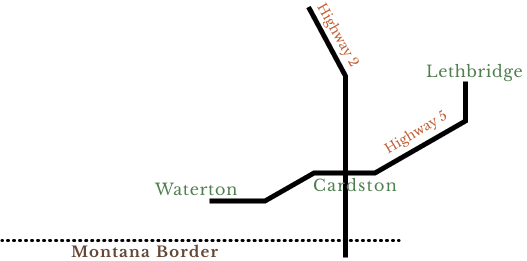 Highway 2
Lethbridge
Highway 5
Waterton
Cardston
Montana Border